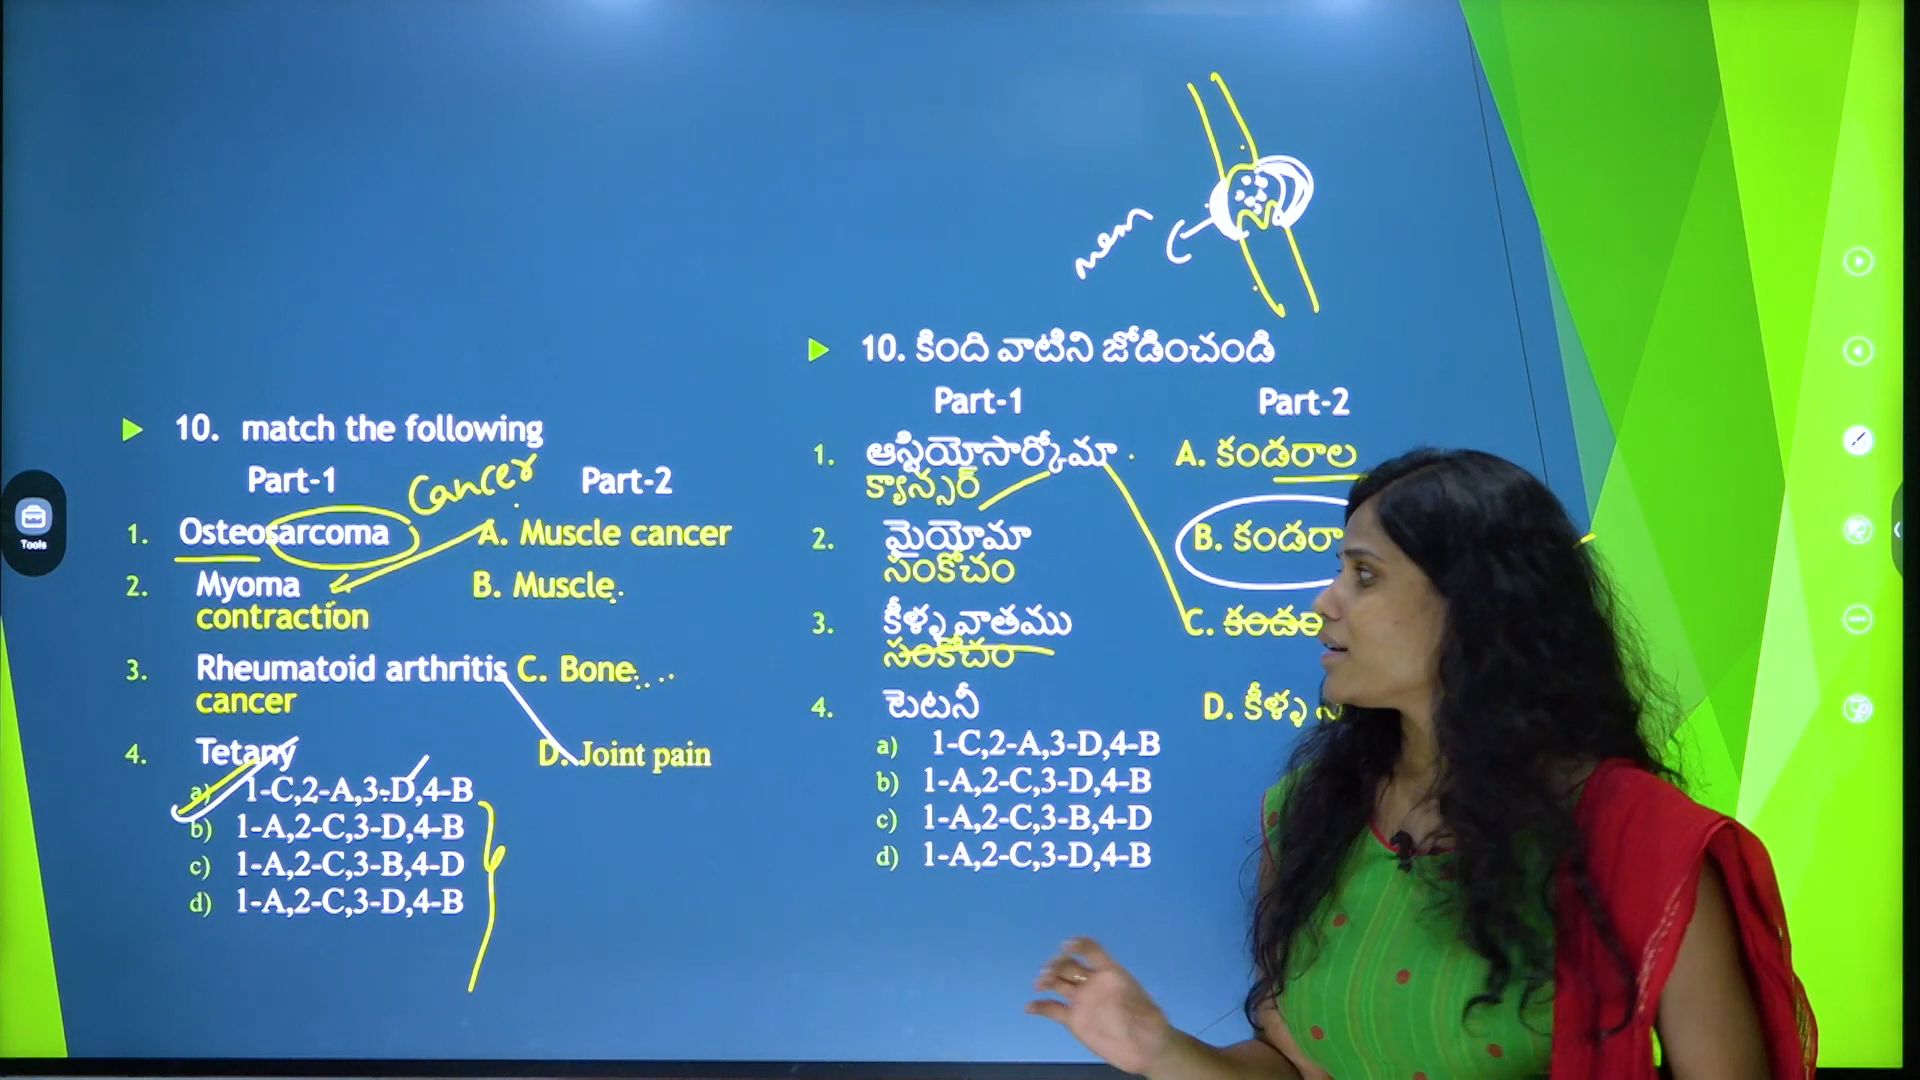 10. match the following
Part-1 Part-2
Cancer
1. Osteosarcoma A. Muscle cancer
2. Myoma B. Muscle
contraction
3. Rheumatoid arthritis C. Bone
cancer
4. Tetany D. Joint pain
a) 1-C,2-A,3-D,4-B
b) 1-A,2-C,3-D,4-B
c) 1-A,2-C,3-B,4-D
d) 1-A,2-C,3-D,4-B
10. కింది వాటిని జోడించండి
Part-1 Part-2
1. ఆస్టియోసార్కోమా A. కండరాల
క్యాన్సర్
2. మైయోమా B. కండరా
సంకోచం
3. కీళ్ళ వాతము C. కండర
సంకోచం
4. టెటనీ D. కీళ్ళ
a) 1-C,2-A,3-D,4-B
b) 1-A,2-C,3-D,4-B
c) 1-A,2-C,3-B,4-D
d) 1-A,2-C,3-D,4-B
Tools